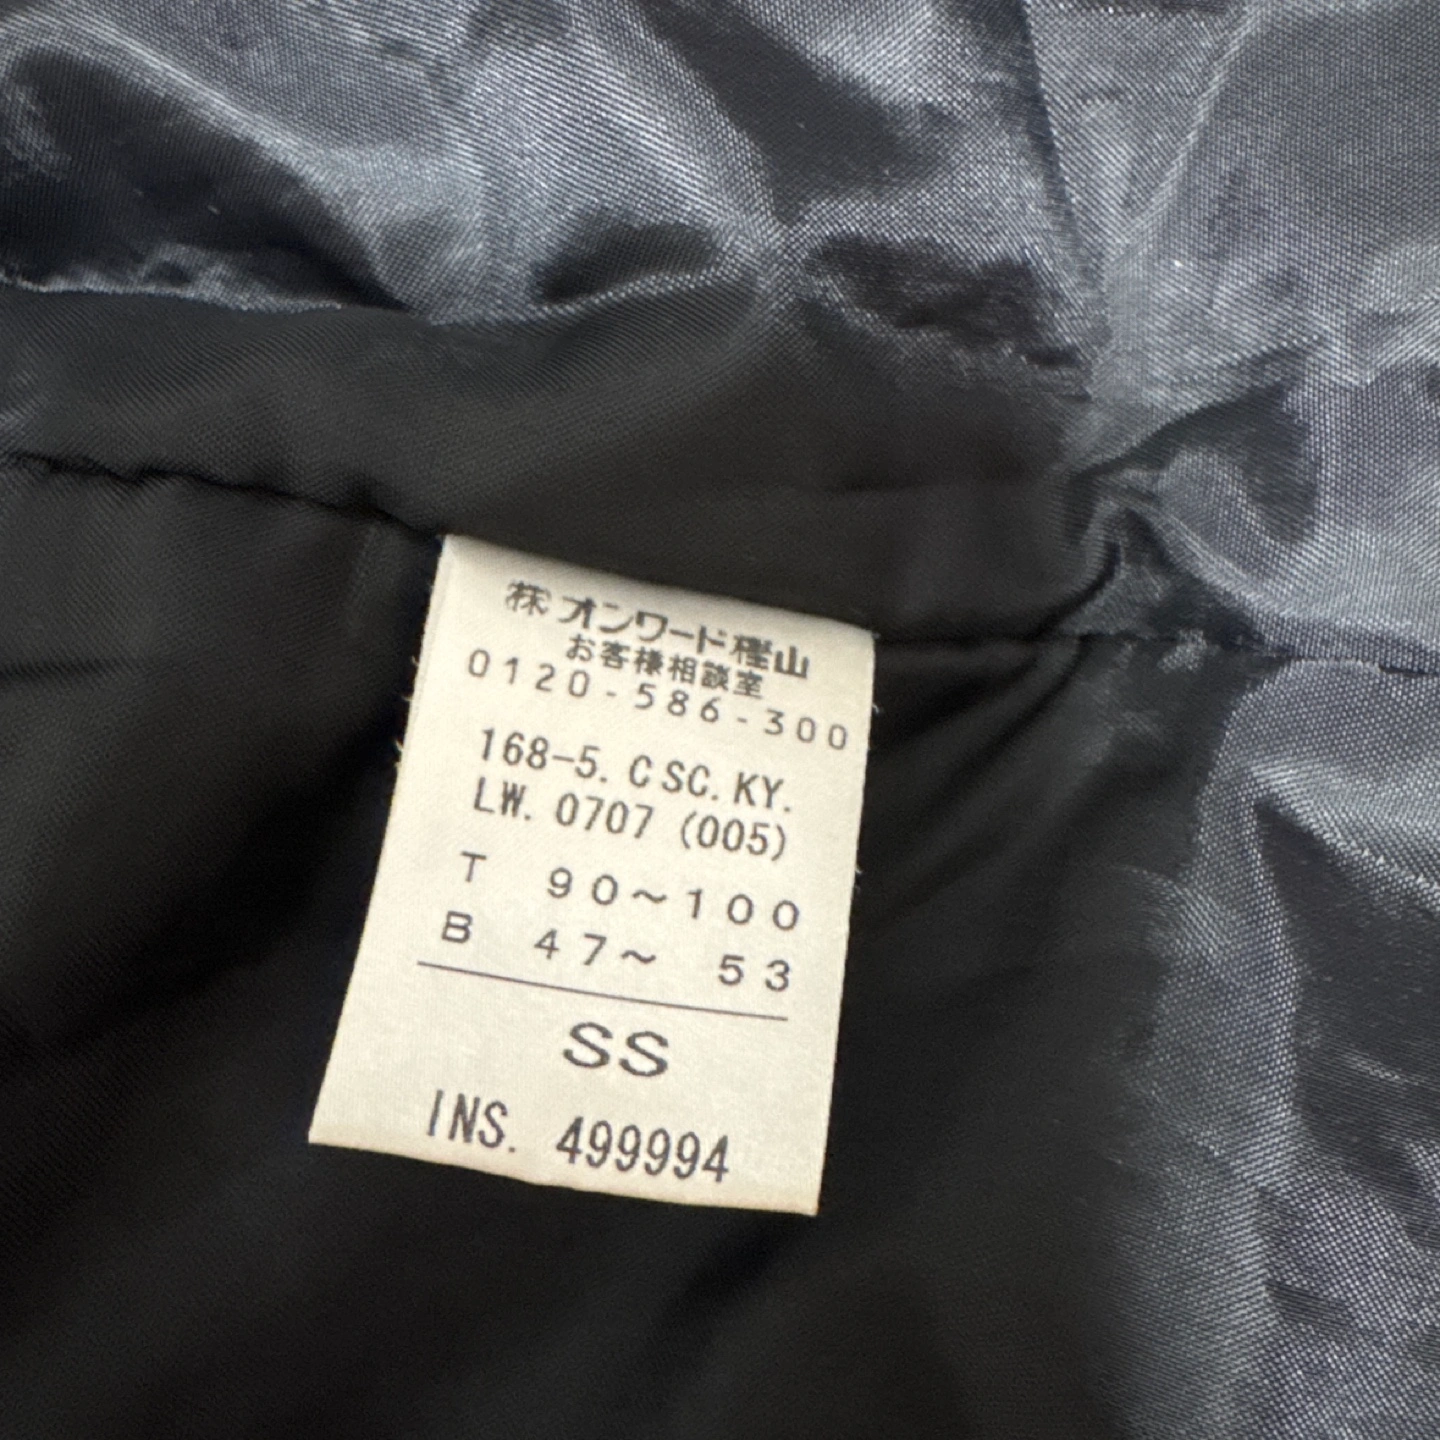 ㈱オンワード樫山
お客様相談室
0120-586-300
168-5. C SC. KY.
LW. 0707 (005)
T 90～100
B 47～ 53
SS
INS. 499994